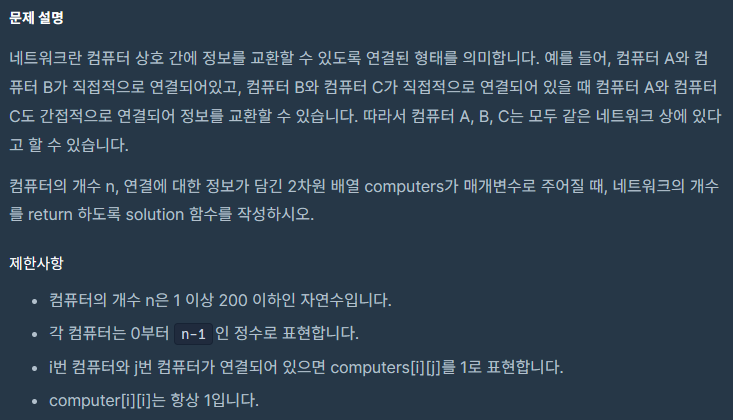 문제 설명
네트워크란 컴퓨터 상호 간에 정보를 교환할 수 있도록 연결된 형태를 의미합니다. 예를 들어, 컴퓨터 A와 컴
퓨터 B가 직접적으로 연결되어있고, 컴퓨터 B와 컴퓨터 C가 직접적으로 연결되어 있을 때 컴퓨터 A와 컴퓨터
C도 간접적으로 연결되어 정보를 교환할 수 있습니다. 따라서 컴퓨터 A, B, C는 모두 같은 네트워크 상에 있다
고 할 수 있습니다.
컴퓨터의 개수 n, 연결에 대한 정보가 담긴 2차원 배열 computers가 매개변수로 주어질 때, 네트워크의 개수
를 return 하도록 solution 함수를 작성하시오.
제한사항
• 컴퓨터의 개수 n은 1 이상 200 이하인 자연수입니다.
• 각 컴퓨터는 0부터 n-1 인 정수로 표현합니다.
• i번 컴퓨터와 j번 컴퓨터가 연결되어 있으면 computers[i][j]를 1로 표현합니다.
• computer[i][i]는 항상 1입니다.